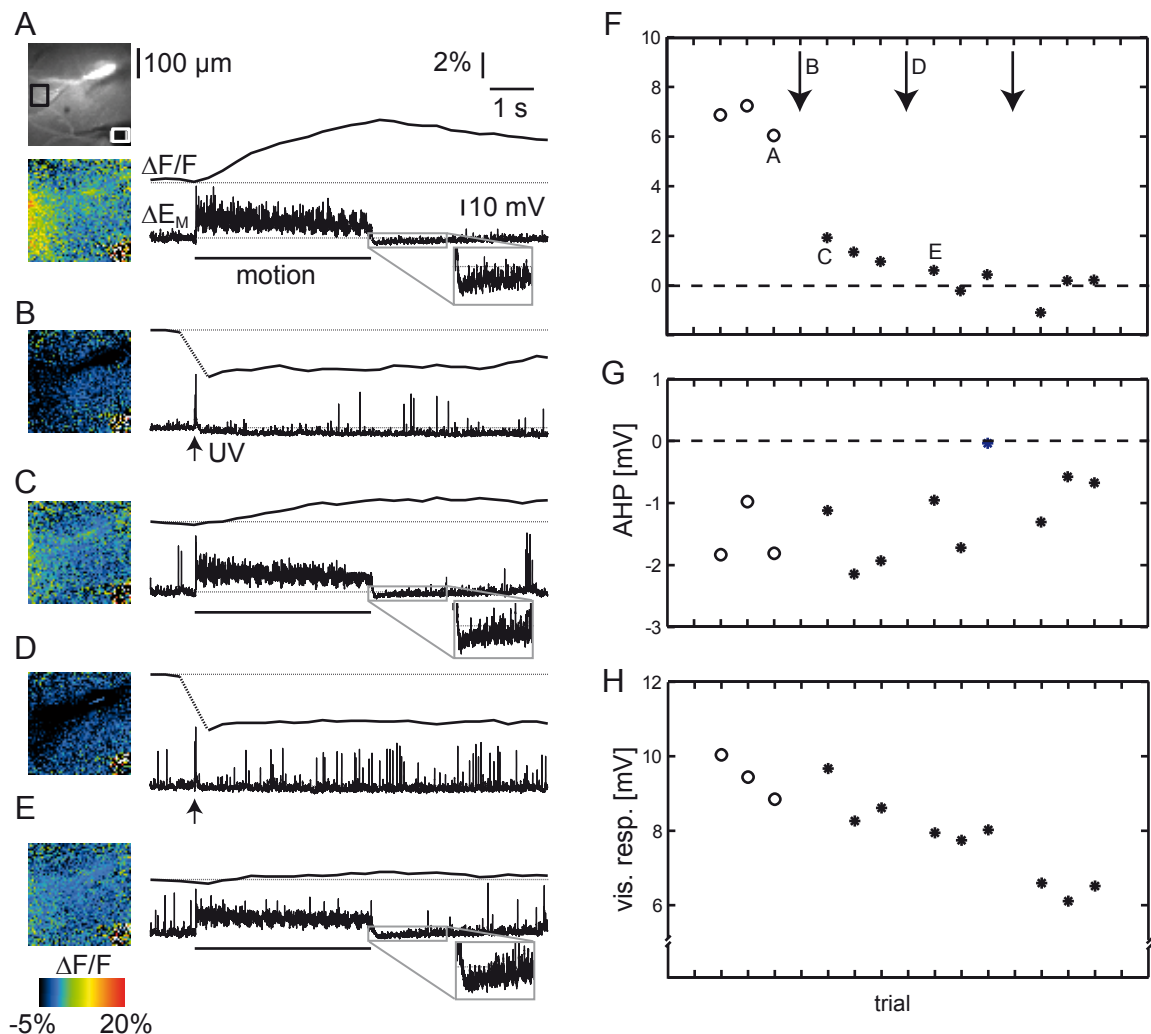 A
100 µm
2%
1 s
ΔF/F
ΔEM
10 mV
motion
B
UV
C
D
E
ΔF/F
-5%
20%
F
10
8
6
4
2
0
B
D
A
C
E
G
1
0
-1
-2
-3
AHP [mV]
H
12
10
8
6
vis. resp. [mV]
trial